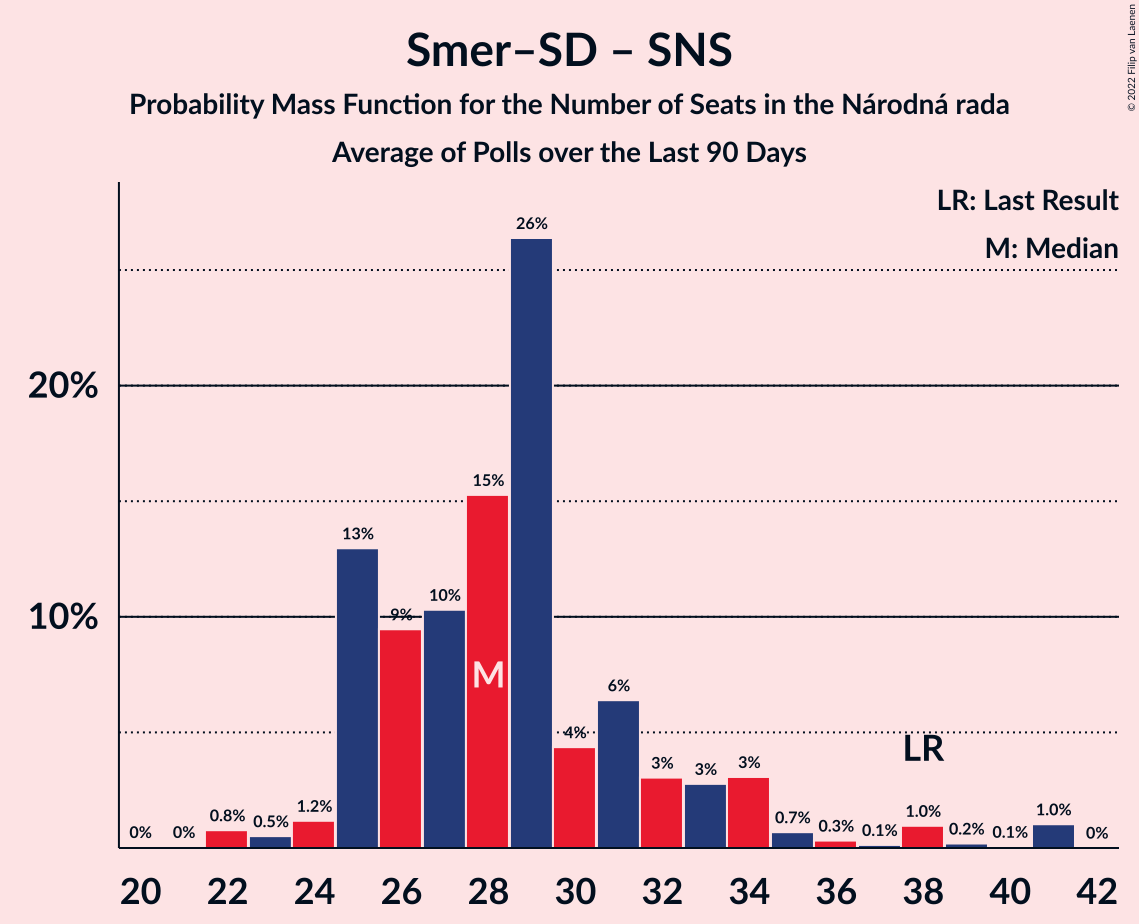 Smer–SD – SNS
Probability Mass Function for the Number of Seats in the Národná rada
Average of Polls over the Last 90 Days
© 2022 Filip van Laenen
LR: Last Result
M: Median
20%
10%
0%
0%
0.8%
0.5%
1.2%
13%
9%
10%
15%
26%
4%
6%
3%
3%
3%
0.7%
0.3%
0.1%
1.0%
0.2%
0.1%
1.0%
0%
M
LR
20 22 24 26 28 30 32 34 36 38 40 42